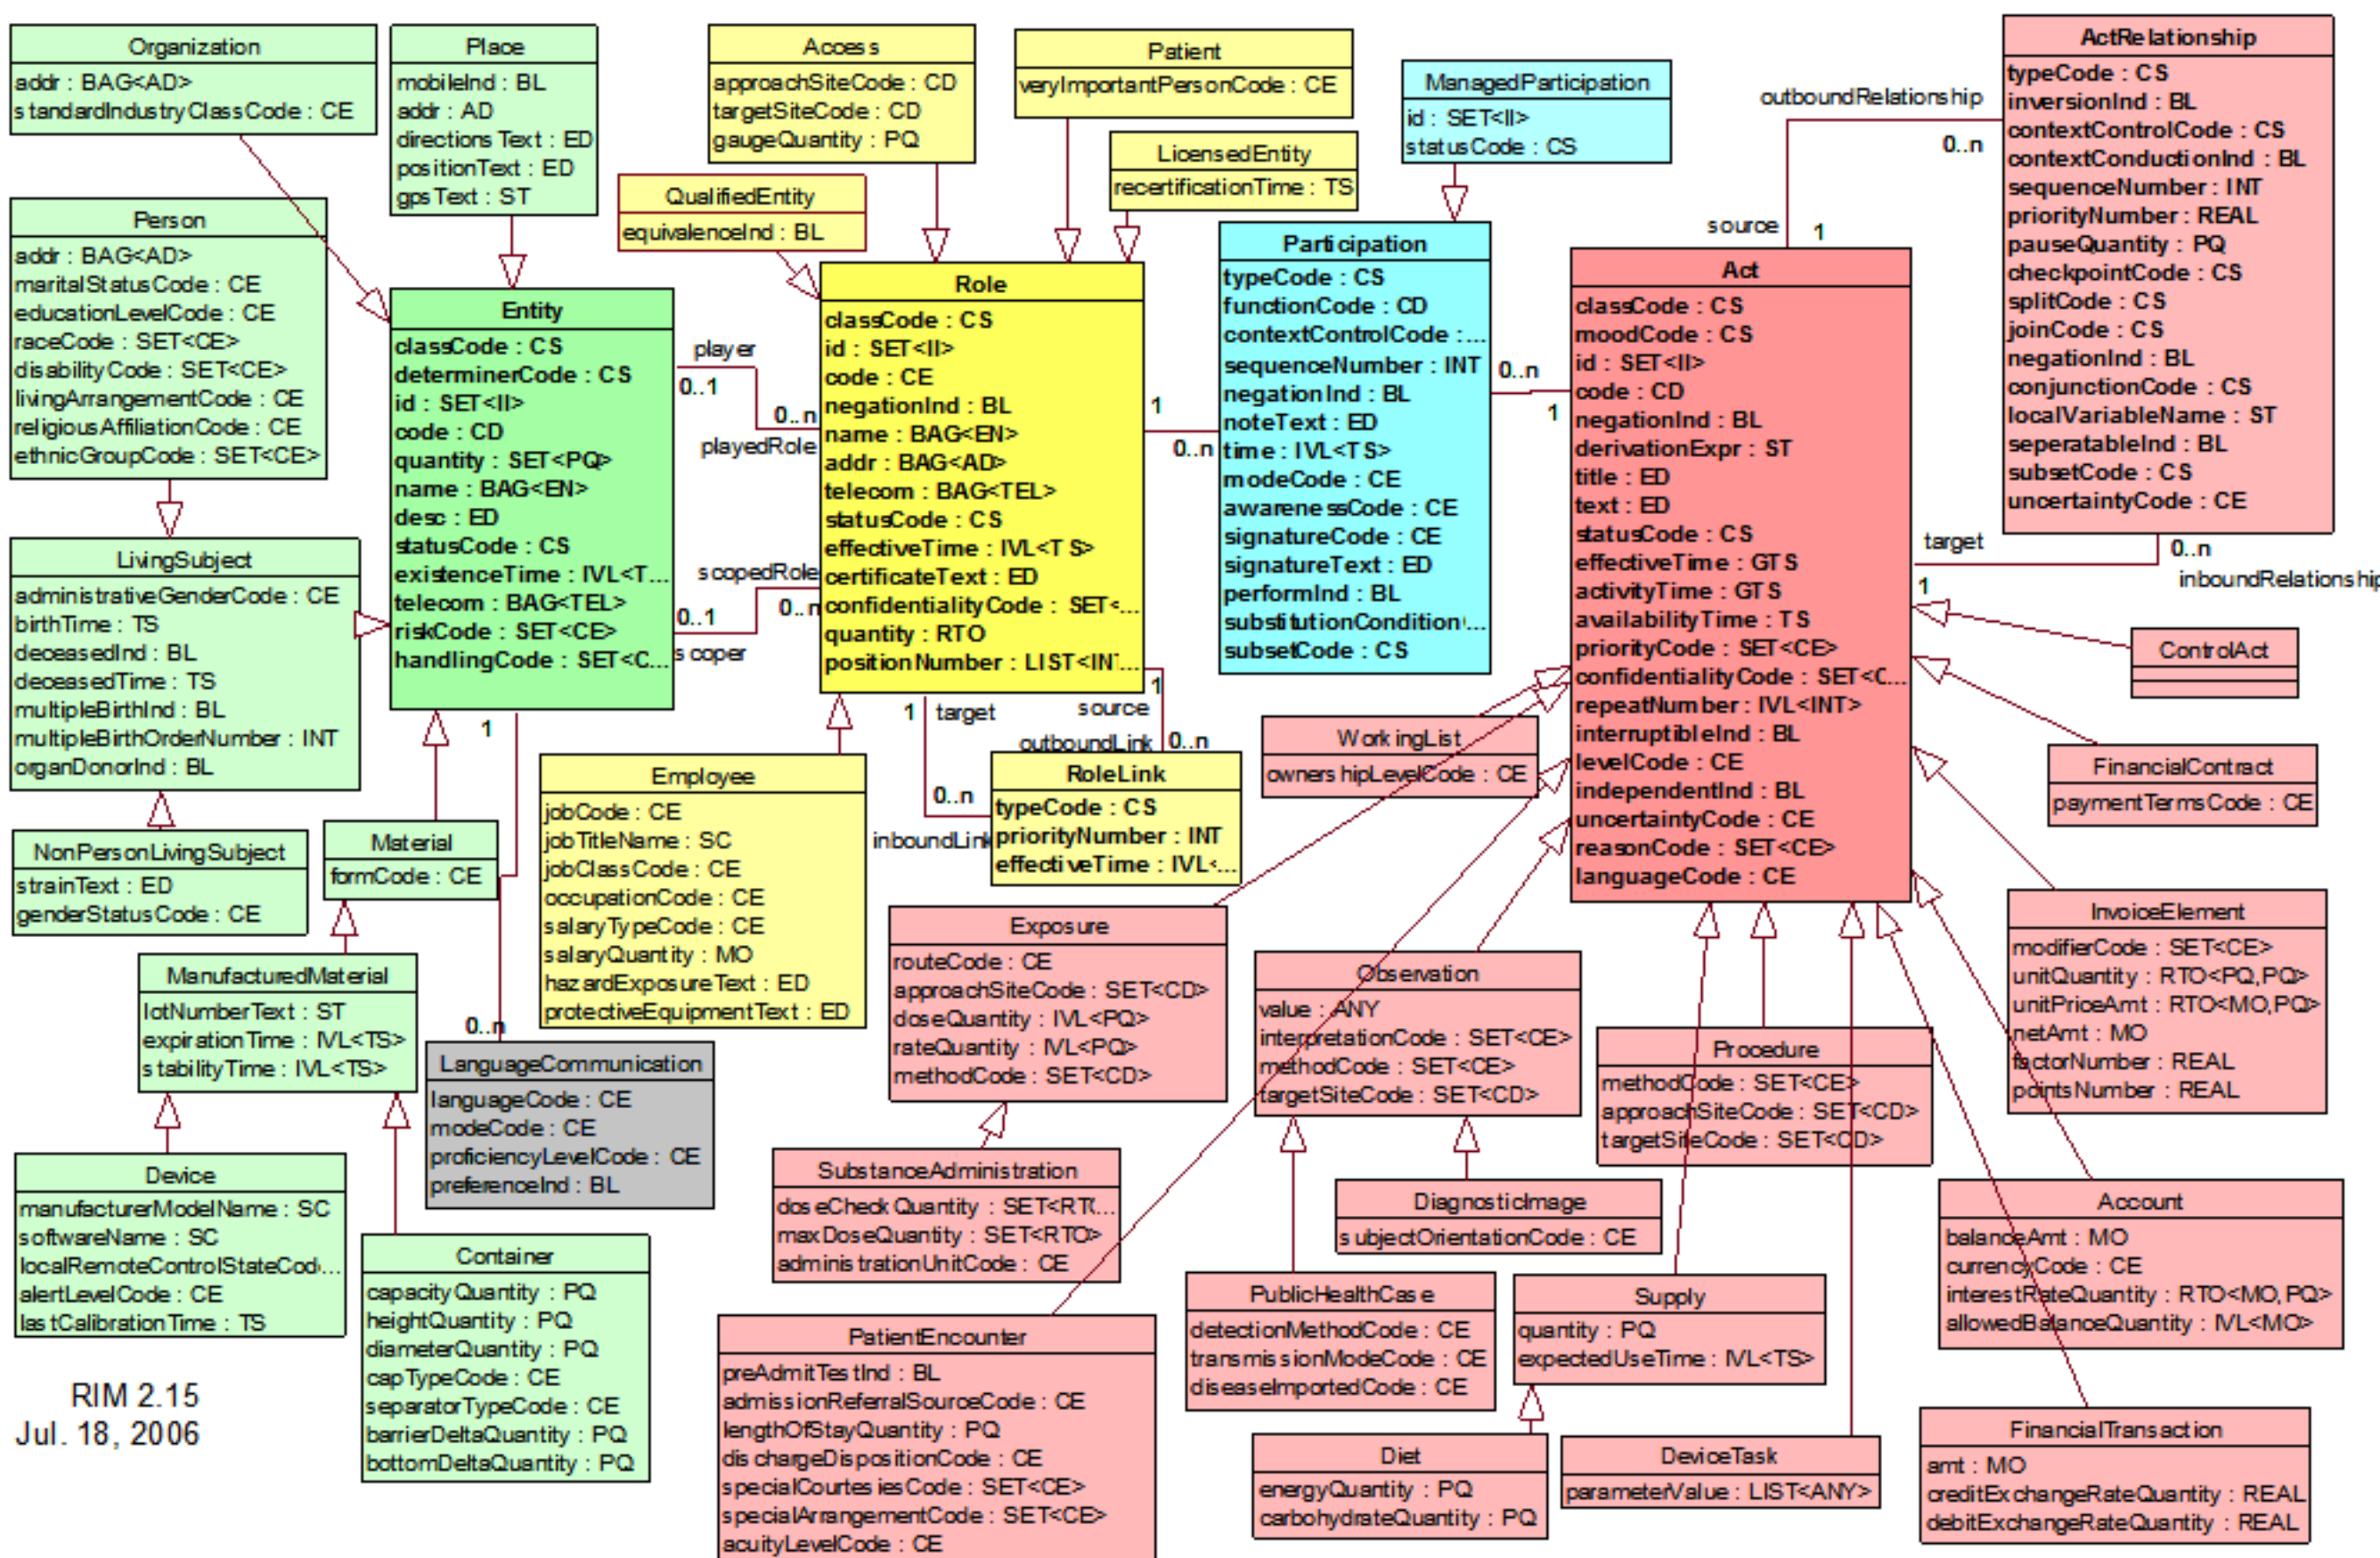 Organization
addr : BAG<AD>
standardIndustryClassCode : CE
Place
mobileInd : BL
addr : AD
directionsText : ED
positionText : ED
gpsText : ST
Access
approachSiteCode : CD
targetSiteCode : CD
gaugeQuantity : PQ
Patient
veryImportantPersonCode : CE
LicensedEntity
recertificationTime : TS
QualifiedEntity
equivalenceInd : BL
ManagedParticipation
id : SET<II>
statusCode : CS
ActRelationship
typeCode : CS
inversionInd : BL
contextControlCode : CS
contextConductionInd : BL
sequenceNumber : INT
priorityNumber : REAL
pauseQuantity : PQ
checkpointCode : CS
splitCode : CS
joinCode : CS
negationInd : BL
conjunctionCode : CS
localVariableName : ST
seperatableInd : BL
subsetCode : CS
uncertaintyCode : CE
outboundRelationship
0..n
source
1
target
1
0..n
inboundRelationship
Person
addr : BAG<AD>
maritalStatusCode : CE
educationLevelCode : CE
raceCode : SET<CE>
disabilityCode : SET<CE>
livingArrangementCode : CE
religiousAffiliationCode : CE
ethnicGroupCode : SET<CE>
Entity
classCode : CS
determinerCode : CS
id : SET<II>
code : CD
quantity : SET<PQ>
name : BAG<EN>
desc : ED
statusCode : CS
existenceTime : IVL<T...
telecom : BAG<TEL>
riskCode : SET<CE>
handlingCode : SET<C...
player
0..1
0..n
playedRole
scopedRole
0..n
0..1
scoper
Role
classCode : CS
id : SET<II>
code : CE
negationInd : BL
name : BAG<EN>
addr : BAG<AD>
telecom : BAG<TEL>
statusCode : CS
effectiveTime : IVL<TS>
certificateText : ED
confidentialityCode : SET<...
quantity : RTO
positionNumber : LIST<INT...
1
0..n
Participation
typeCode : CS
functionCode : CD
contextControlCode :...
sequenceNumber : INT
negationInd : BL
noteText : ED
time : IVL<TS>
modeCode : CE
awarenessCode : CE
signatureCode : CE
signatureText : ED
performInd : BL
substitutionCondition(...
subsetCode : CS
0..n
1
Act
classCode : CS
moodCode : CS
id : SET<II>
code : CD
negationInd : BL
derivationExpr : ST
title : ED
text : ED
statusCode : CS
effectiveTime : GTS
activityTime : GTS
availabilityTime : TS
priorityCode : SET<CE>
confidentialityCode : SET<C...
repeatNumber : IVL<INT>
interruptibleInd : BL
levelCode : CE
independentInd : BL
uncertaintyCode : CE
reasonCode : SET<CE>
languageCode : CE
LivingSubject
administrativeGenderCode : CE
birthTime : TS
deceasedInd : BL
deceasedTime : TS
multipleBirthInd : BL
multipleBirthOrderNumber : INT
organDonorInd : BL
NonPersonLivingSubject
strainText : ED
genderStatusCode : CE
Material
formCode : CE
1
0..n
ManufacturedMaterial
lotNumberText : ST
expirationTime : IVL<TS>
stabilityTime : IVL<TS>
LanguageCommunication
languageCode : CE
modeCode : CE
proficiencyLevelCode : CE
preferenceInd : BL
Device
manufacturerModelName : SC
softwareName : SC
localRemoteControlStateCod...
alertLevelCode : CE
lastCalibrationTime : TS
Container
capacityQuantity : PQ
heightQuantity : PQ
diameterQuantity : PQ
capTypeCode : CE
separatorTypeCode : CE
barrierDeltaQuantity : PQ
bottomDeltaQuantity : PQ
RIM 2.15
Jul. 18, 2006
Employee
jobCode : CE
jobTitleName : SC
jobClassCode : CE
occupationCode : CE
salaryTypeCode : CE
salaryQuantity : MO
hazardExposureText : ED
protectiveEquipmentText : ED
1
target
source
1
outboundLink
0..n
0..n
inboundLink
RoleLink
typeCode : CS
priorityNumber : INT
effectiveTime : IVL<...
WorkingList
ownershipLevelCode : CE
ControlAct
FinancialContract
paymentTermsCode : CE
Exposure
routeCode : CE
approachSiteCode : SET<CD>
doseQuantity : IVL<PQ>
rateQuantity : IVL<PQ>
methodCode : SET<CD>
Observation
value : ANY
interpretationCode : SET<CE>
methodCode : SET<CE>
targetSiteCode : SET<CD>
Procedure
methodCode : SET<CE>
approachSiteCode : SET<CD>
targetSiteCode : SET<CD>
InvoiceElement
modifierCode : SET<CE>
unitQuantity : RTO<PQ,PQ>
unitPriceAmt : RTO<MO,PQ>
netAmt : MO
factorNumber : REAL
pointsNumber : REAL
SubstanceAdministration
doseCheckQuantity : SET<RT(...
maxDoseQuantity : SET<RTO>
administrationUnitCode : CE
DiagnosticImage
subjectOrientationCode : CE
Account
balanceAmt : MO
currencyCode : CE
interestRateQuantity : RTO<MO,PQ>
allowedBalanceQuantity : IVL<MO>
PatientEncounter
preAdmitTestInd : BL
admissionReferralSourceCode : CE
lengthOfStayQuantity : PQ
dischargeDispositionCode : CE
specialCourtesiesCode : SET<CE>
specialArrangementCode : SET<CE>
acuityLevelCode : CE
PublicHealthCase
detectionMethodCode : CE
transmissionModeCode : CE
diseaseImportedCode : CE
Supply
quantity : PQ
expectedUseTime : IVL<TS>
Diet
energyQuantity : PQ
carbohydrateQuantity : PQ
DeviceTask
parameterValue : LIST<ANY>
FinancialTransaction
amt : MO
creditExchangeRateQuantity : REAL
debitExchangeRateQuantity : REAL